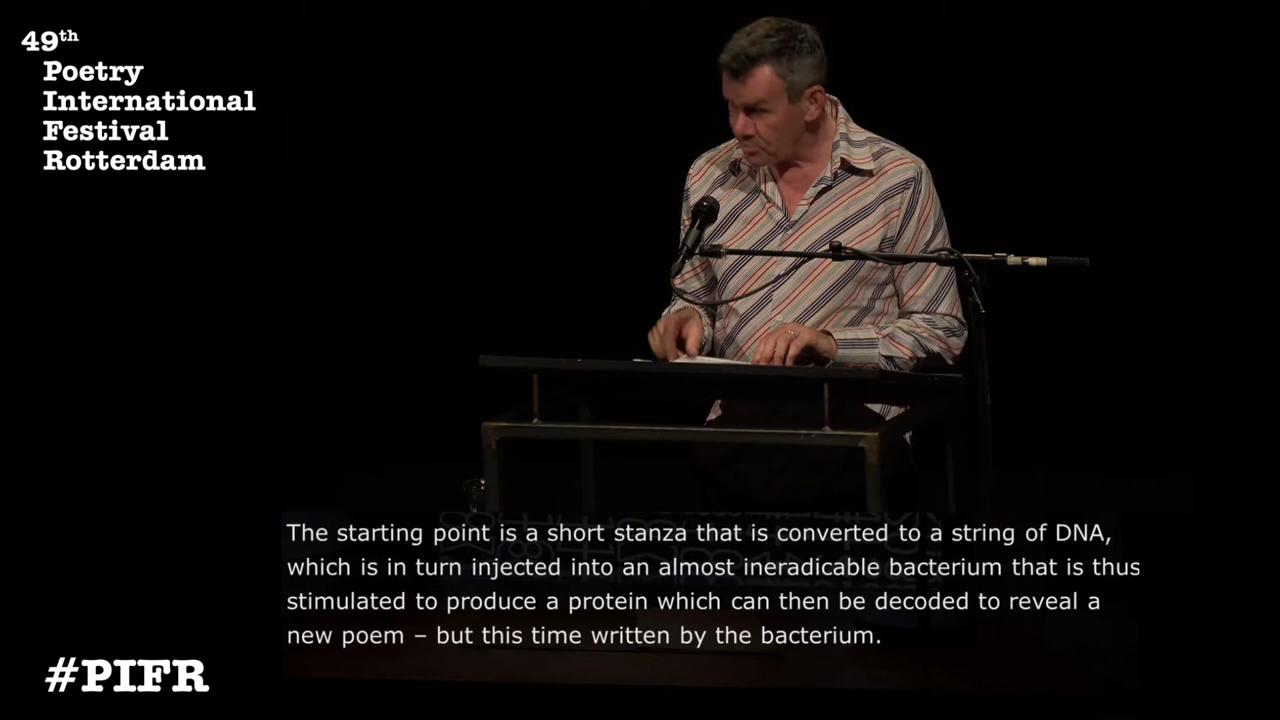 49th
Poetry
International
Festival
Rotterdam
The starting point is a short stanza that is converted to a string of DNA,
which is in turn injected into an almost ineradicable bacterium that is thus
stimulated to produce a protein which can then be decoded to reveal a
new poem – but this time written by the bacterium.
#PIFR